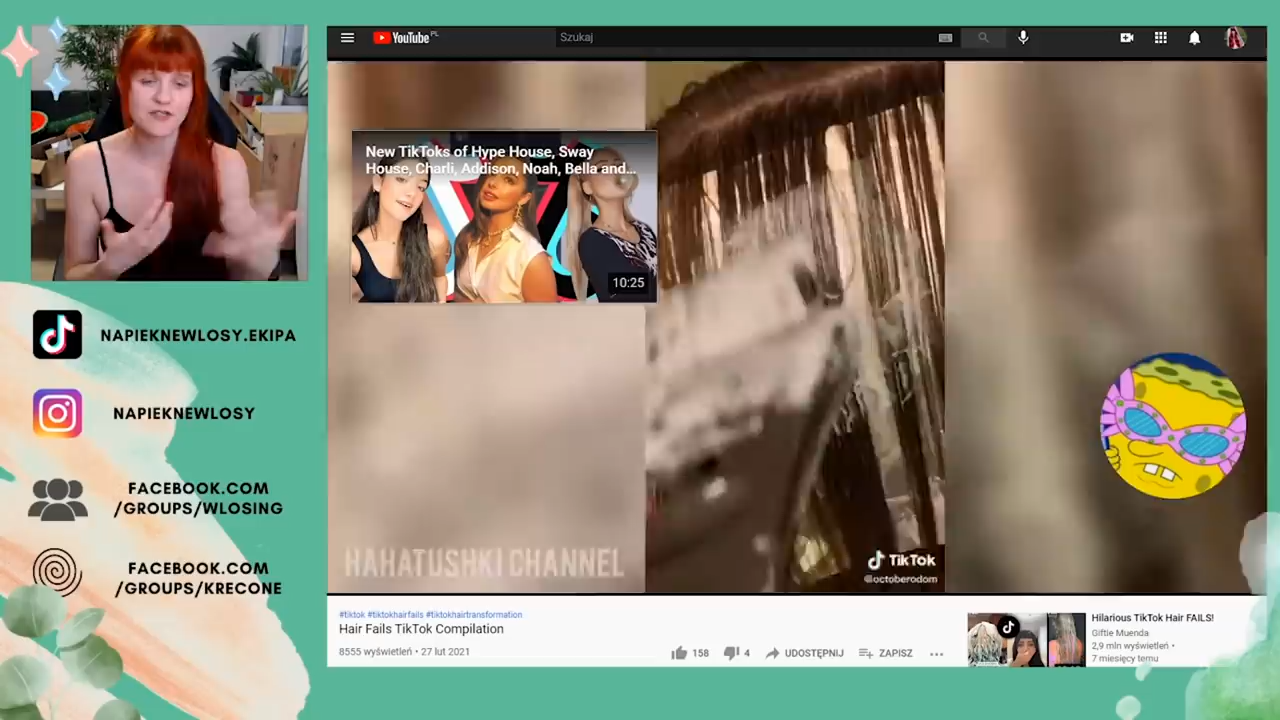 YouTube PL
Szukaj
New TikToks of Hype House, Sway
House, Charli, Addison, Noah, Bella and...
10:25
NAPIEKNEWLOSY.EKIPA
NAPIEKNEWLOSY
FACEBOOK.COM
/GROUPS/WLOSING
FACEBOOK.COM
/GROUPS/KRECONE
HAHATUSHKI CHANNEL
TikTok
@octoberodom
#tiktok #tiktokhairfails #tiktokhairtransformation
Hair Fails TikTok Compilation
8555 wyświetleń • 27 lut 2021
158
4
UDOSTĘPNIJ
ZAPISZ
Hilarious TikTok Hair FAILS!
Giftie Muenda
2,9 mln wyświetleń •
7 miesięcy temu